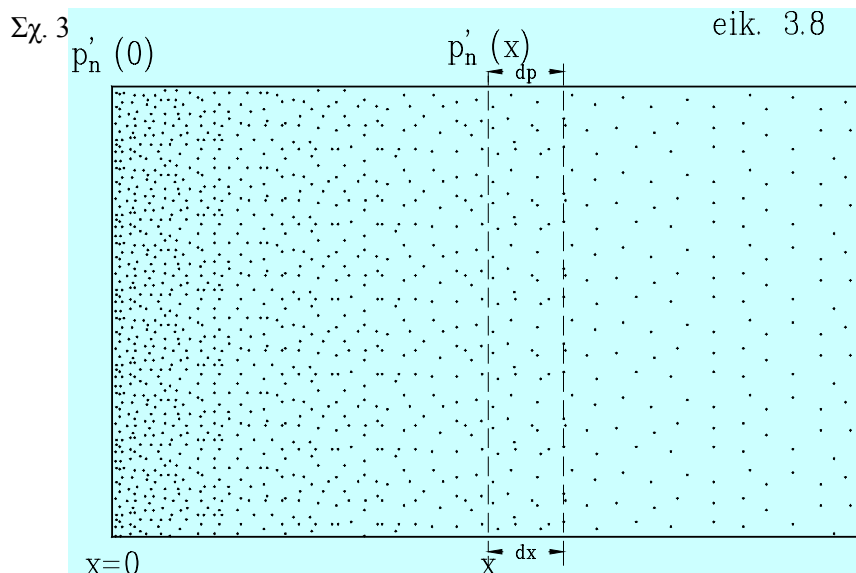 Σχ. 3
eik. 3.8
p'n (0)
p'n (x)
dp
x=0
x
dx